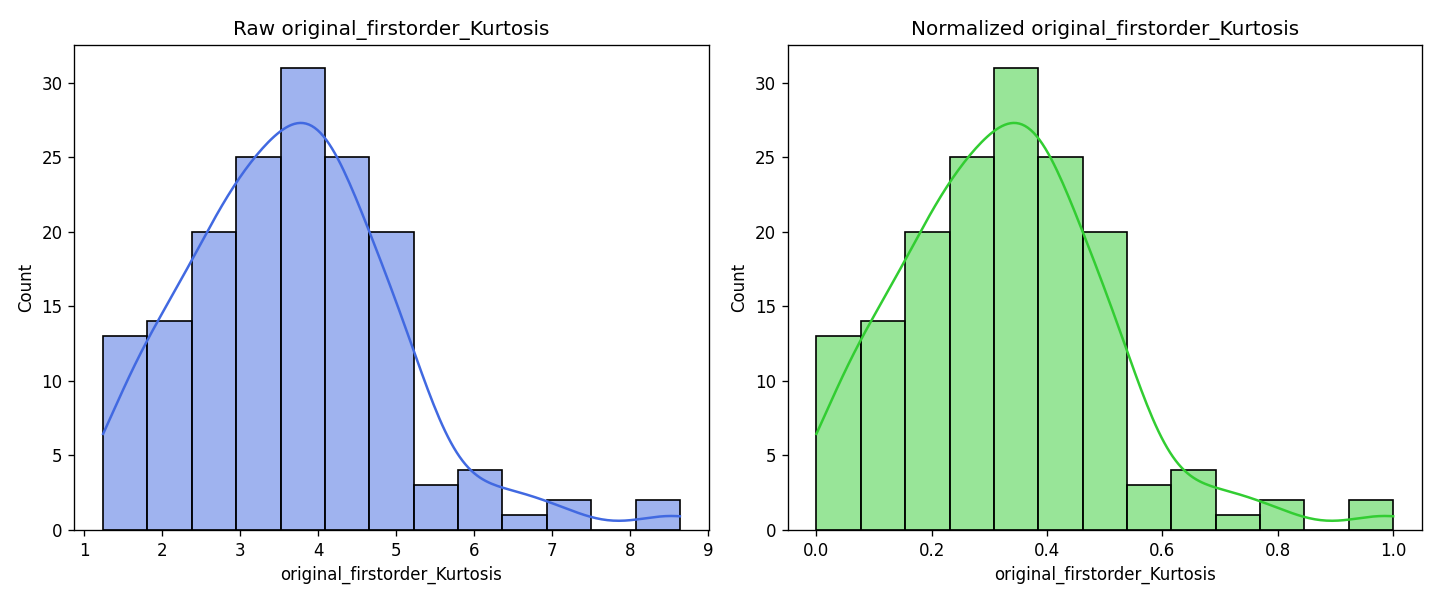 Raw original_firstorder_Kurtosis
Count
30
25
20
15
10
5
0
1 2 3 4 5 6 7 8 9
original_firstorder_Kurtosis
Normalized original_firstorder_Kurtosis
Count
30
25
20
15
10
5
0
0.0 0.2 0.4 0.6 0.8 1.0
original_firstorder_Kurtosis